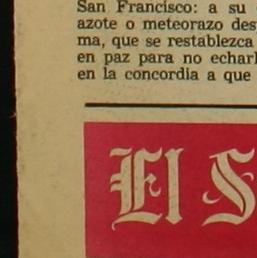 San Francisco: a su
azote o meteorazo des
ma, que se restablezca
en paz para no echar
en la concordia a que
El S